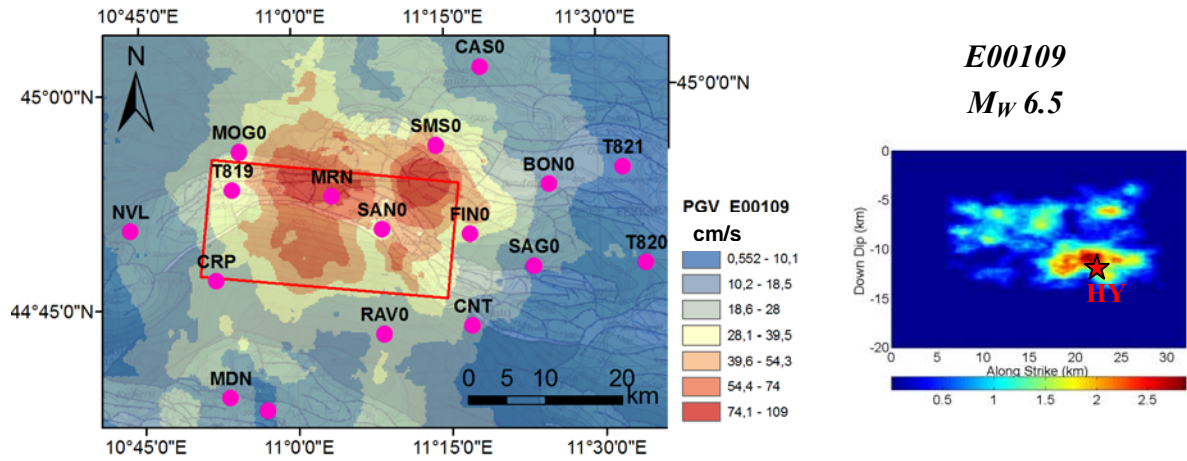 10°45'0"E 11°0'0"E 11°15'0"E 11°30'0"E
N
CAS0
45°0'0"N
45°0'0"N
MOG0
SMS0
T821
T819
BON0
MRN
NVL
SAN0
FIN0
SAG0
T820
CRP
44°45'0"N
RAV0
CNT
MDN
0 5 10 20
km
10°45'0"E 11°0'0"E 11°15'0"E 11°30'0"E
PGV E00109
cm/s
0,552 - 10,1
10,2 - 18,5
18,6 - 28
28,1 - 39,5
39,6 - 54,3
54,4 - 74
74,1 - 109
E00109
MW 6.5
0
-5
-10
-15
-20
Down Dip (km)
HY
0 5 10 15 20 25 30
Along Strike (km)
0.5 1 1.5 2 2.5